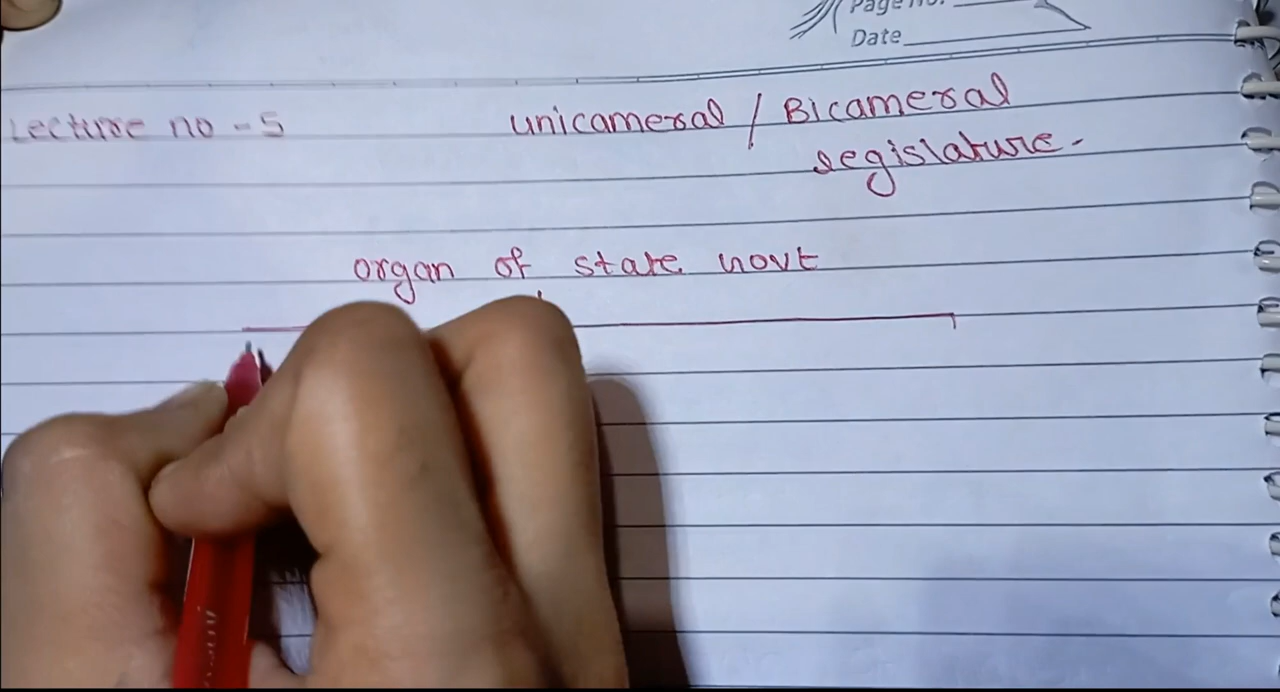 Page No.
Date
Lecture no - 5
unicameral / Bicameral
legislature -
organ of state Govt